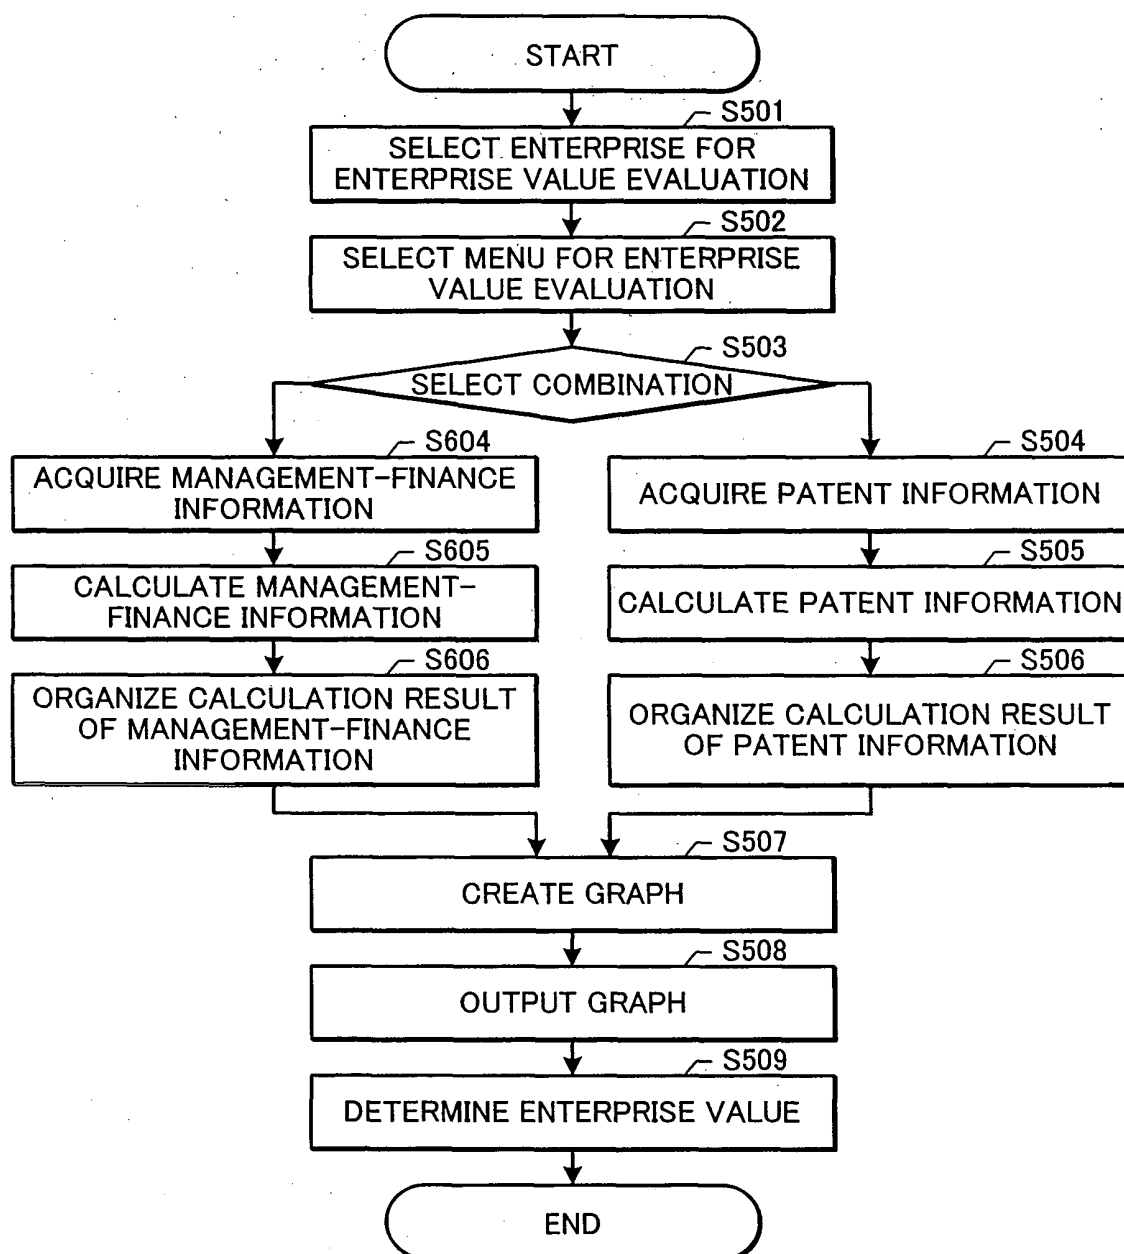 START
S501
SELECT ENTERPRISE FOR
ENTERPRISE VALUE EVALUATION
S502
SELECT MENU FOR ENTERPRISE
VALUE EVALUATION
S503
SELECT COMBINATION
S604
ACQUIRE MANAGEMENT-FINANCE
INFORMATION
S605
CALCULATE MANAGEMENT-
FINANCE INFORMATION
S606
ORGANIZE CALCULATION RESULT
OF MANAGEMENT-FINANCE
INFORMATION
S504
ACQUIRE PATENT INFORMATION
S505
CALCULATE PATENT INFORMATION
S506
ORGANIZE CALCULATION RESULT
OF PATENT INFORMATION
S507
CREATE GRAPH
S508
OUTPUT GRAPH
S509
DETERMINE ENTERPRISE VALUE
END